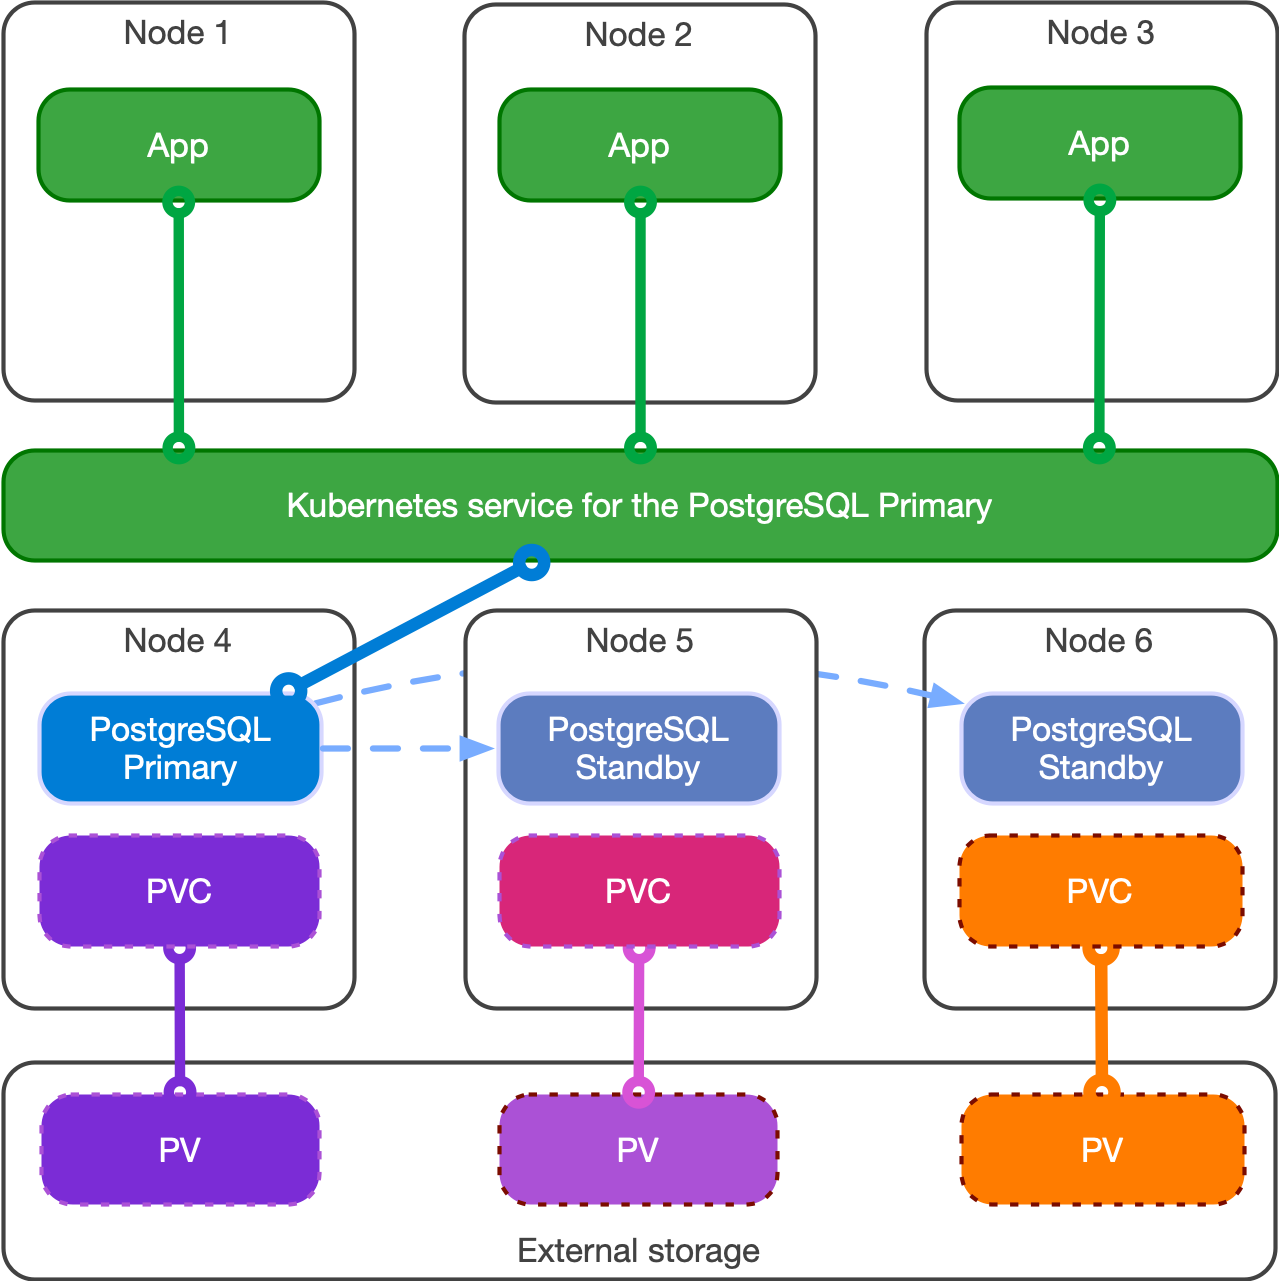 Node 1
Node 2
Node 3
App
App
App
Kubernetes service for the PostgreSQL Primary
Node 4
Node 5
Node 6
PostgreSQL
Primary
PostgreSQL
Standby
PostgreSQL
Standby
PVC
PVC
PVC
PV
PV
PV
External storage